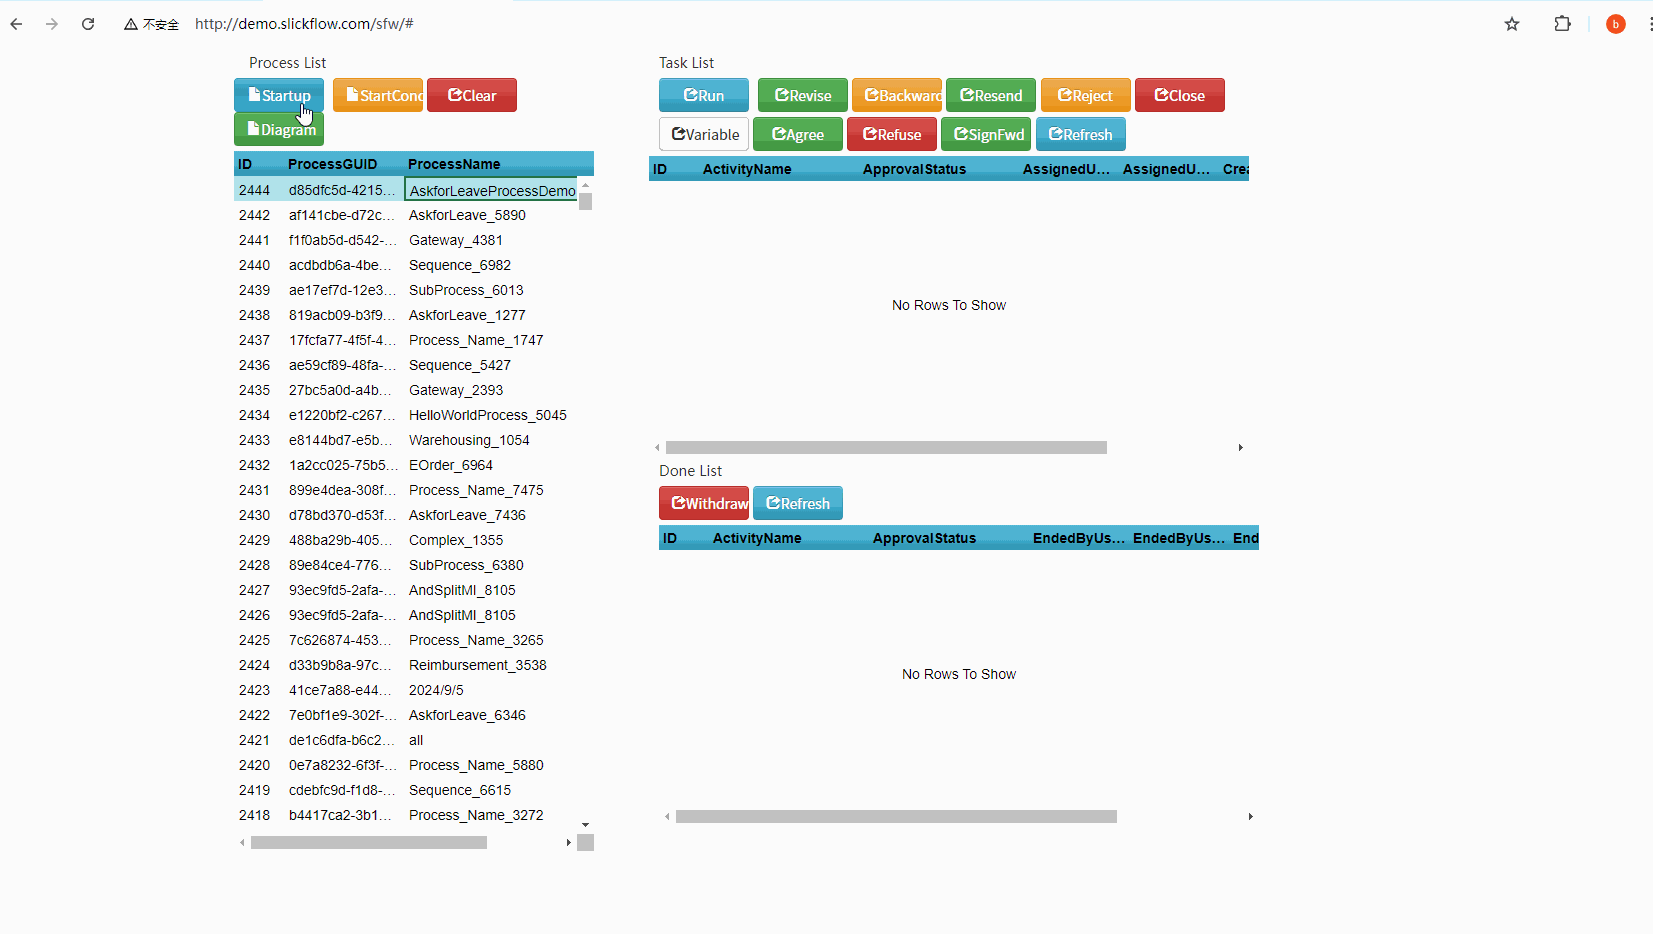 不安全 http://demo.slickflow.com/sfw/# b
Process List
Startup StartCond Clear
Diagram
ID ProcessGUID ProcessName
2444 d85dfc5d-4215... AskforLeaveProcessDemo
2442 af141cbe-d72c... AskforLeave_5890
2441 f1f0ab5d-d542-... Gateway_4381
2440 acdbdb6a-4be... Sequence_6982
2439 ae17ef7d-12e3... SubProcess_6013
2438 819acb09-b3f9... AskforLeave_1277
2437 17fcfa77-4f5f-4... Process_Name_1747
2436 ae59cf89-48fa-... Sequence_5427
2435 27bc5a0d-a4b... Gateway_2393
2434 e1220bf2-c267... HelloWorldProcess_5045
2433 e8144bd7-e5b... Warehousing_1054
2432 1a2cc025-75b5... EOrder_6964
2431 899e4dea-308f... Process_Name_7475
2430 d78bd370-d53f... AskforLeave_7436
2429 488ba29b-405... Complex_1355
2428 89e84ce4-776... SubProcess_6380
2427 93ec9fd5-2afa-... AndSplitMI_8105
2426 93ec9fd5-2afa-... AndSplitMI_8105
2425 7c626874-453... Process_Name_3265
2424 d33b9b8a-97c... Reimbursement_3538
2423 41ce7a88-e44... 2024/9/5
2422 7e0bf1e9-302f-... AskforLeave_6346
2421 de1c6dfa-b6c2... all
2420 0e7a8232-6f3f-... Process_Name_5880
2419 cdebfc9d-f1d8-... Sequence_6615
2418 b4417ca2-3b1... Process_Name_3272
Task List
Run Revise Backward Resend Reject Close
Variable Agree Refuse SignFwd Refresh
ID ActivityName ApprovalStatus AssignedU... AssignedU... Crea
No Rows To Show
Done List
Withdraw Refresh
ID ActivityName ApprovalStatus EndedByUs... EndedByUs... End
No Rows To Show